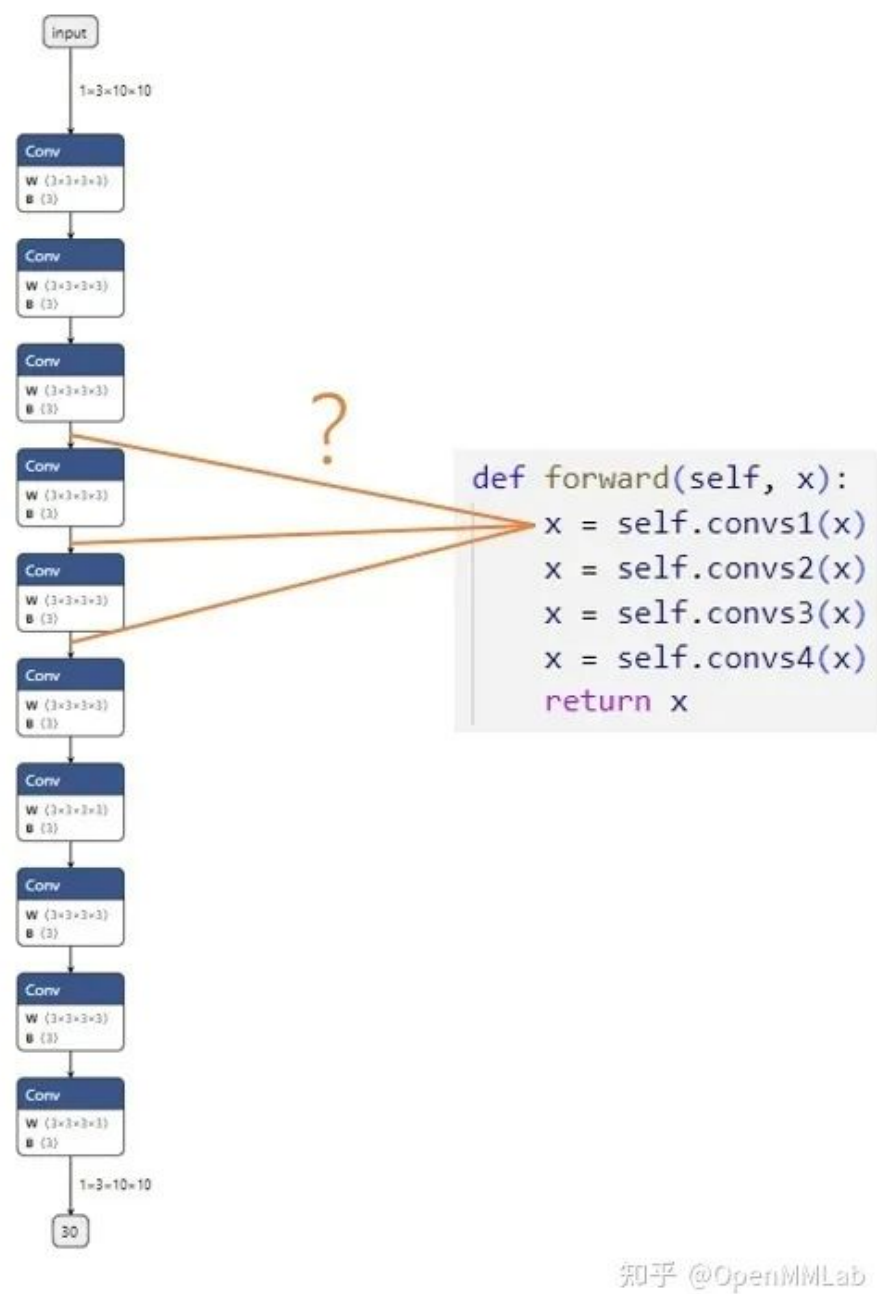 input
1×3×10×10
Conv
W ⟨3×3×3×3⟩
B ⟨3⟩
Conv
W ⟨3×3×3×3⟩
B ⟨3⟩
Conv
W ⟨3×3×3×3⟩
B ⟨3⟩
?
Conv
W ⟨3×3×3×3⟩
B ⟨3⟩
Conv
W ⟨3×3×3×3⟩
B ⟨3⟩
Conv
W ⟨3×3×3×3⟩
B ⟨3⟩
Conv
W ⟨3×3×3×3⟩
B ⟨3⟩
Conv
W ⟨3×3×3×3⟩
B ⟨3⟩
Conv
W ⟨3×3×3×3⟩
B ⟨3⟩
Conv
W ⟨3×3×3×3⟩
B ⟨3⟩
1×3×10×10
30
def forward(self, x):
x = self.convs1(x)
x = self.convs2(x)
x = self.convs3(x)
x = self.convs4(x)
return x
知乎 @OpenMMLab